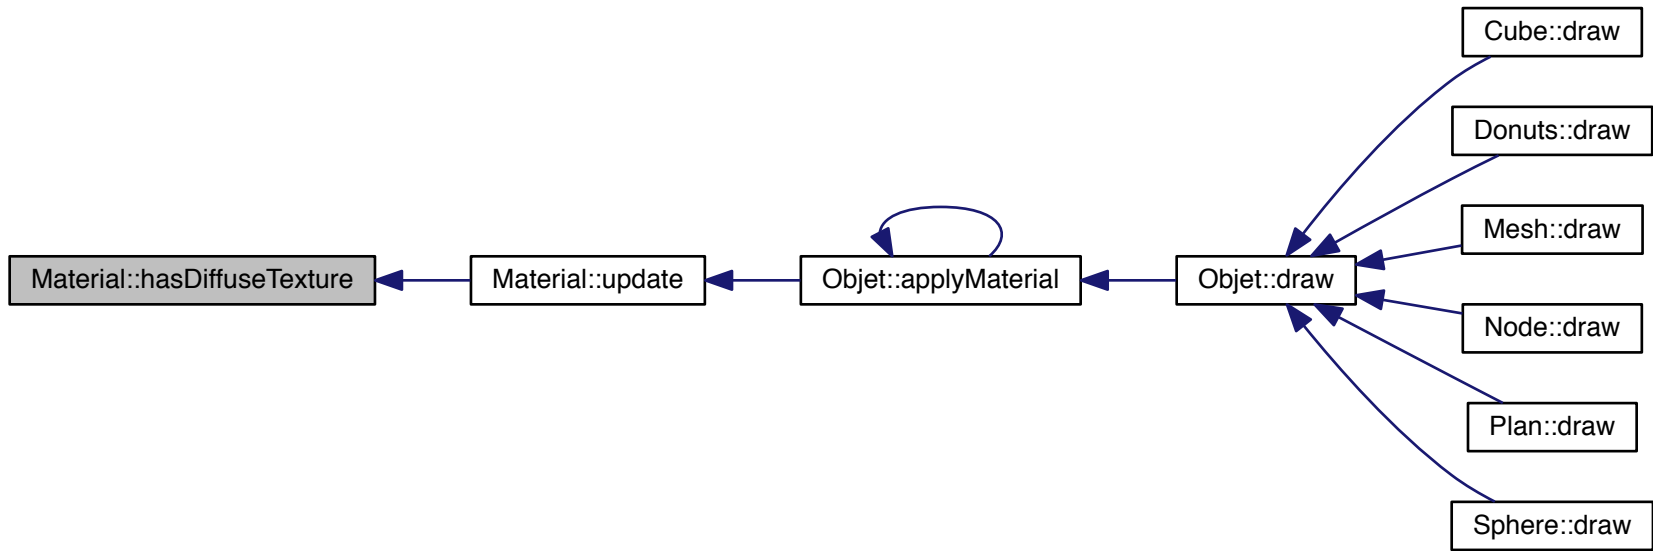 Cube::draw
Donuts::draw
Mesh::draw
Material::hasDiffuseTexture
Material::update
Objet::applyMaterial
Objet::draw
Node::draw
Plan::draw
Sphere::draw